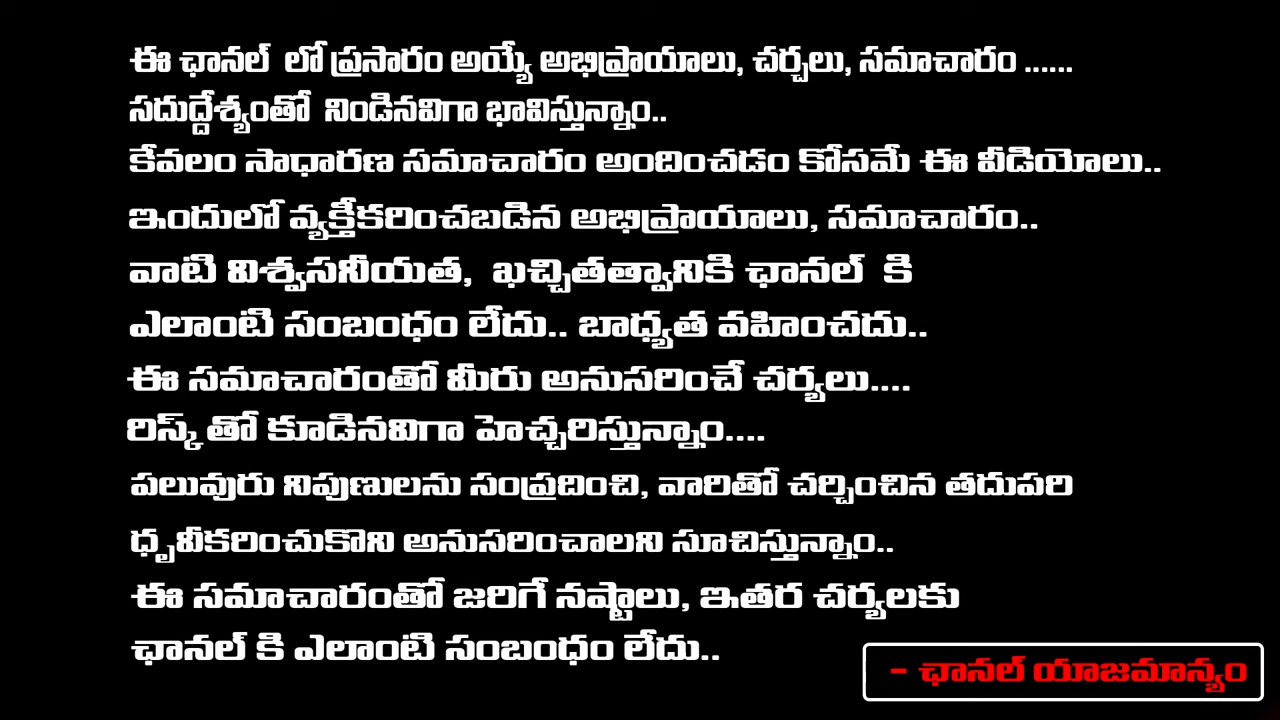 ఈ ఛానల్ లో ప్రసారం అయ్యే అభిప్రాయాలు, చర్చలు, సమాచారం ......
సదుద్దేశ్యంతో నిండినవిగా భావిస్తున్నాం..
కేవలం సాధారణ సమాచారం అందించడం కోసమే ఈ వీడియోలు..
ఇందులో వ్యక్తీకరించబడిన అభిప్రాయాలు, సమాచారం..
వాటి విశ్వసనీయత, ఖచ్చితత్వానికి ఛానల్ కి
ఎలాంటి సంబంధం లేదు.. బాధ్యత వహించదు..
ఈ సమాచారంతో మీరు అనుసరించే చర్యలు....
రిస్క్ తో కూడినవిగా హెచ్చరిస్తున్నాం....
పలువురు నిపుణులను సంప్రదించి, వారితో చర్చించిన తదుపరి
ధృవీకరించుకొని అనుసరించాలని సూచిస్తున్నాం..
ఈ సమాచారంతో జరిగే నష్టాలు, ఇతర చర్యలకు
ఛానల్ కి ఎలాంటి సంబంధం లేదు..
- ఛానల్ యాజమాన్యం